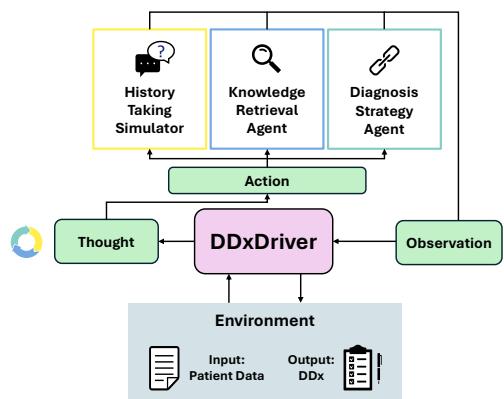 ?
History
Taking
Simulator
Knowledge
Retrieval
Agent
Diagnosis
Strategy
Agent
Action
Thought
DDxDriver
Observation
Environment
Input:
Patient Data
Output:
DDx